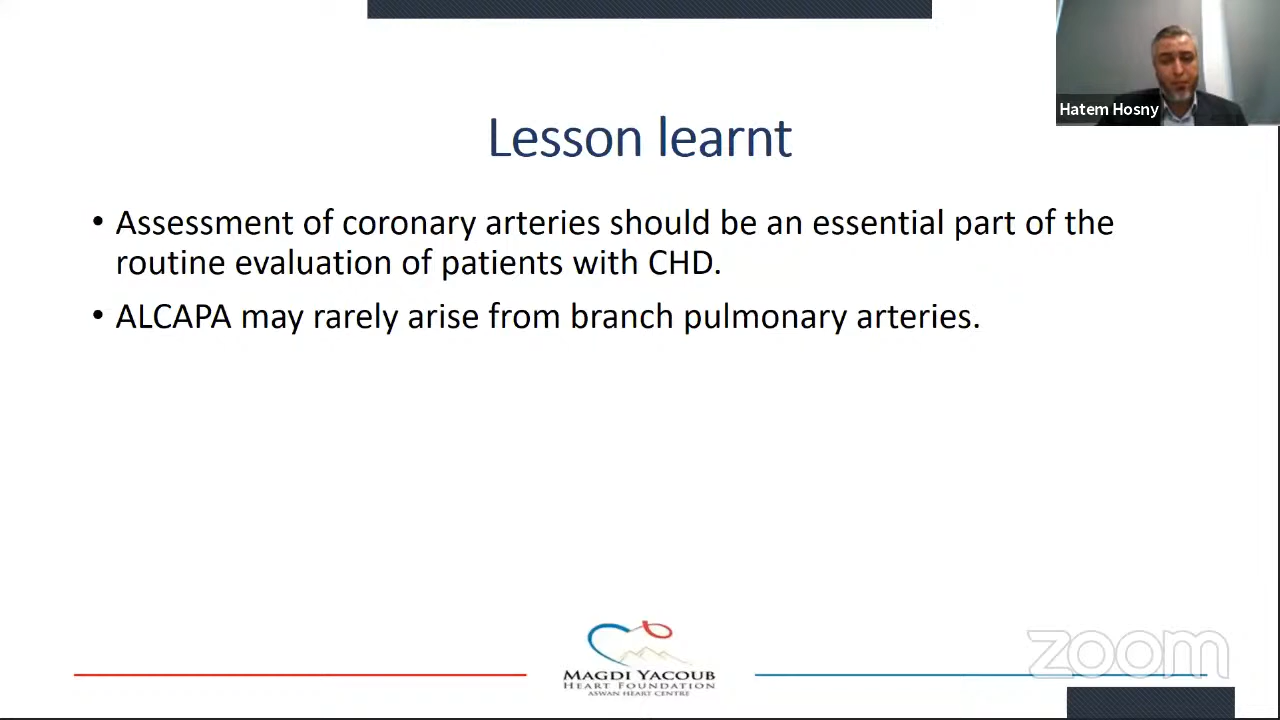 Hatem Hosny
Lesson learnt
• Assessment of coronary arteries should be an essential part of the
routine evaluation of patients with CHD.
• ALCAPA may rarely arise from branch pulmonary arteries.
MAGDI YACOUB
HEART FOUNDATION
ASWAN HEART CENTRE
zoom